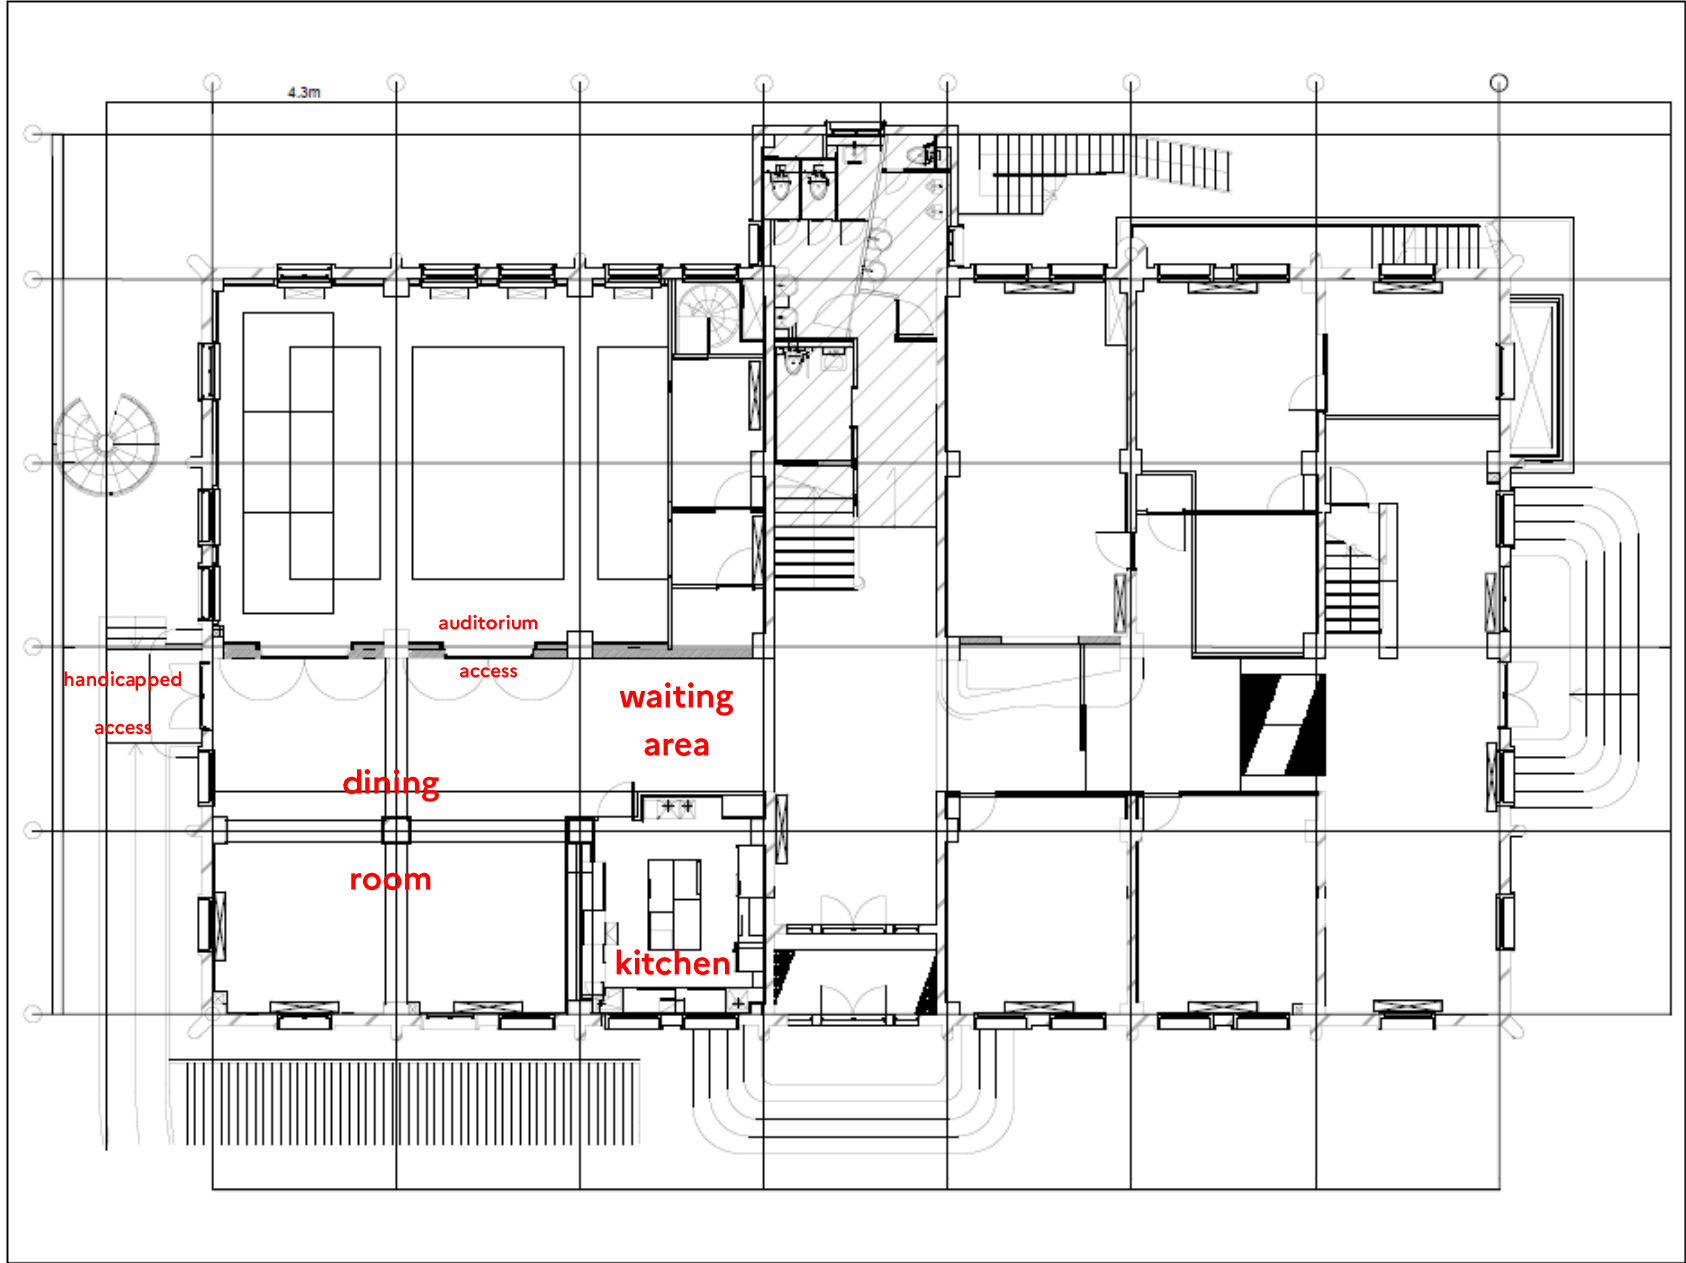 4.3m
auditorium
access
handicapped
access
waiting
area
dining
room
kitchen